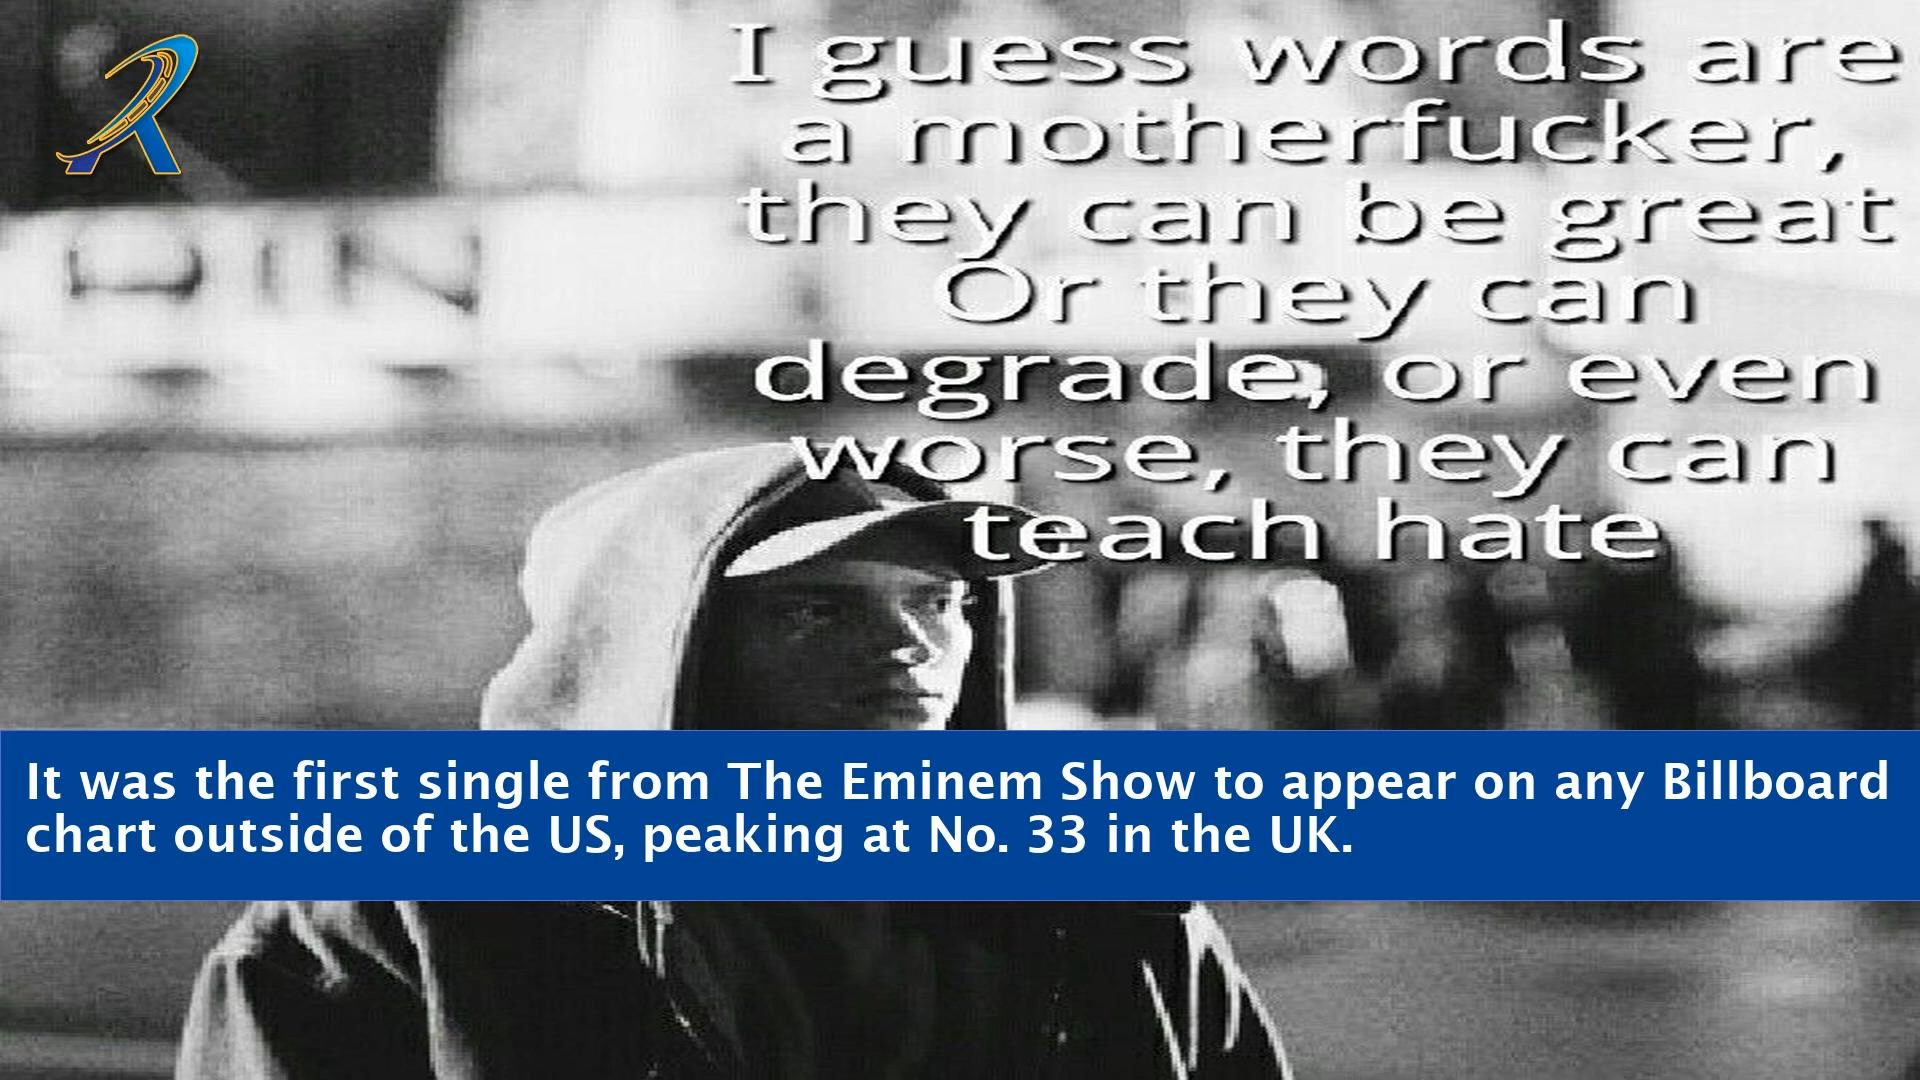 I guess words are
a motherfucker,
they can be great
Or they can
degrade, or even
worse, they can
teach hate
It was the first single from The Eminem Show to appear on any Billboard
chart outside of the US, peaking at No. 33 in the UK.